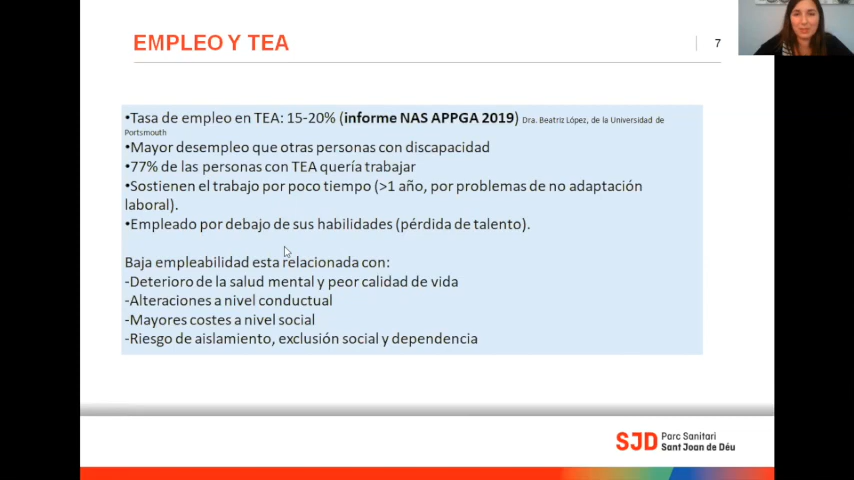 EMPLEO Y TEA
7
•Tasa de empleo en TEA: 15-20% (informe NAS APPGA 2019) Dra. Beatriz López, de la Universidad de
Portsmouth
•Mayor desempleo que otras personas con discapacidad
•77% de las personas con TEA quería trabajar
•Sostienen el trabajo por poco tiempo (>1 año, por problemas de no adaptación
laboral).
•Empleado por debajo de sus habilidades (pérdida de talento).
Baja empleabilidad esta relacionada con:
-Deterioro de la salud mental y peor calidad de vida
-Alteraciones a nivel conductual
-Mayores costes a nivel social
-Riesgo de aislamiento, exclusión social y dependencia
SJD Parc Sanitari
Sant Joan de Déu